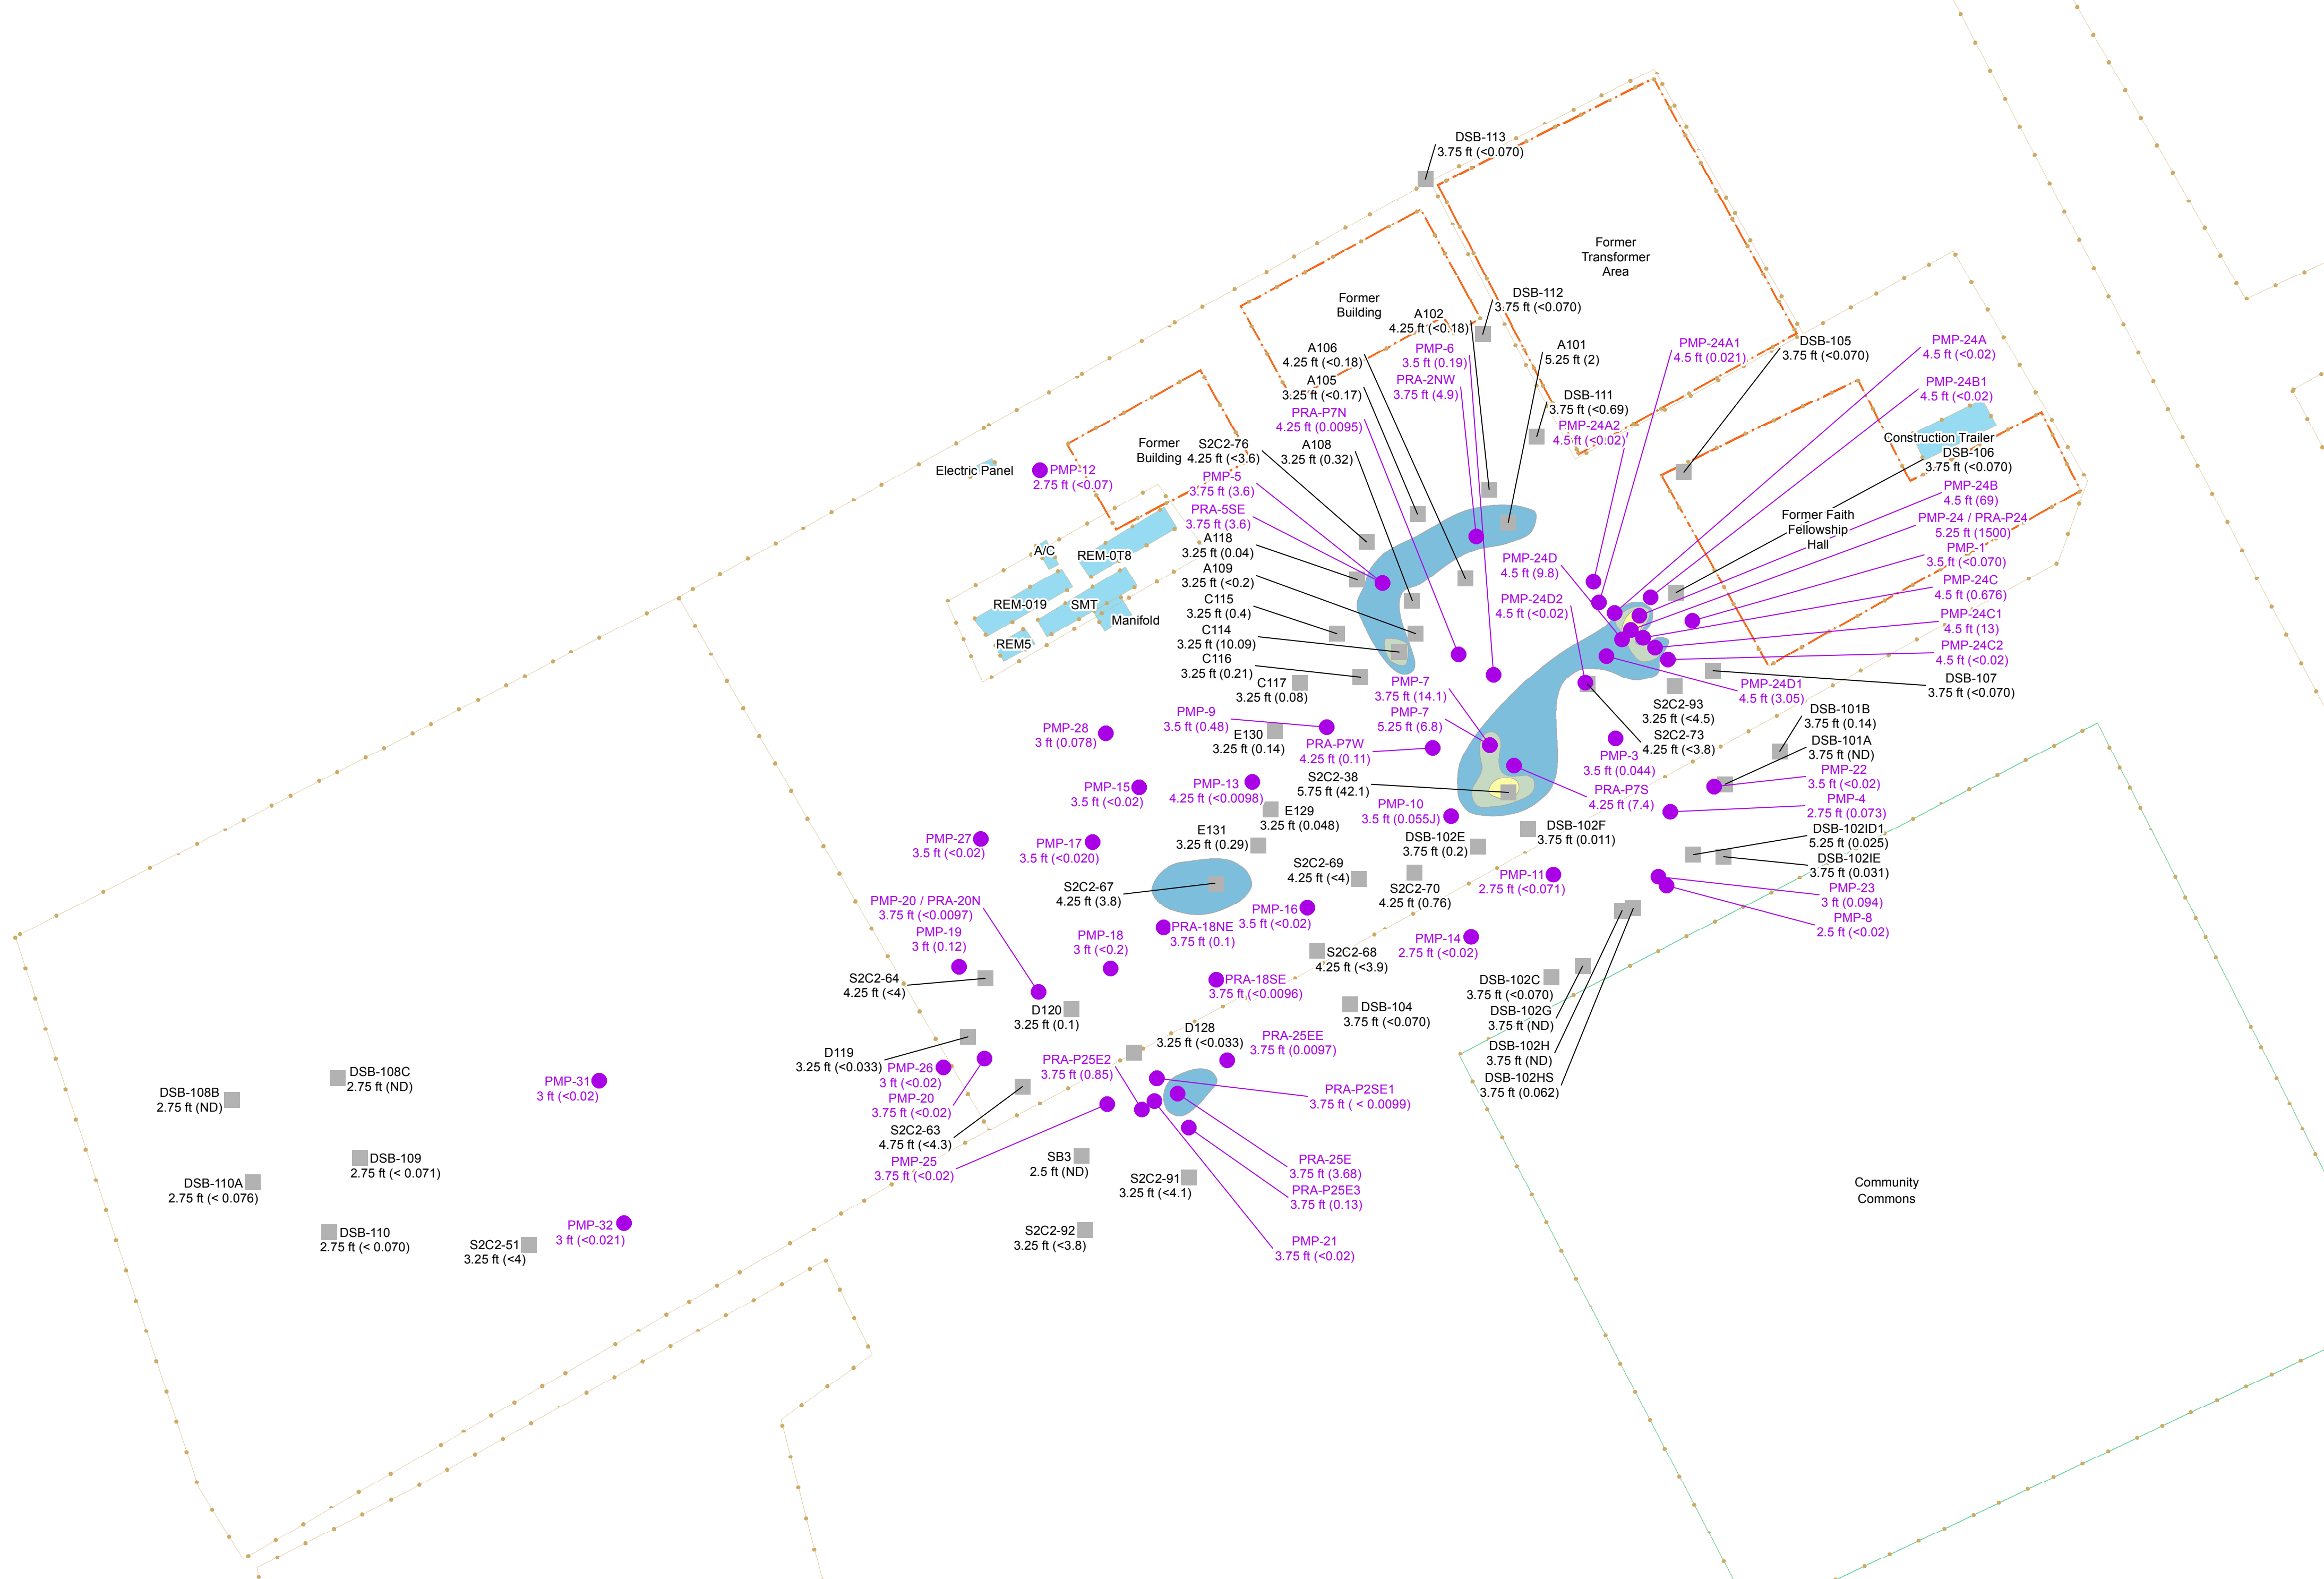 DSB-113
3.75 ft (<0.070)
Former
Transformer
Area
DSB-112
3.75 ft (<0.070)
Former
Building
A102
4.25 ft (<0.18)
A106
4.25 ft (<0.18)
PMP-6
3.5 ft (0.19)
A101
5.25 ft (2)
PMP-24A1
4.5 ft (0.021)
DSB-105
3.75 ft (<0.070)
PMP-24A
4.5 ft (<0.02)
A105
3.25 ft (<0.17)
PRA-2NW
3.75 ft (4.9)
DSB-111
3.75 ft (<0.69)
PMP-24B1
4.5 ft (<0.02)
PRA-P7N
4.25 ft (0.0095)
PMP-24A2
4.5 ft (<0.02)
Construction Trailer
Former
Building
S2C2-76
4.25 ft (<3.6)
A108
3.25 ft (0.32)
DSB-106
3.75 ft (<0.070)
Electric Panel
PMP-12
2.75 ft (<0.07)
PMP-5
3.75 ft (3.6)
PMP-24B
4.5 ft (69)
PRA-5SE
3.75 ft (3.6)
Former Faith
Fellowship
Hall
PMP-24 / PRA-P24
5.25 ft (1500)
A118
3.25 ft (0.04)
A/C
REM-0T8
PMP-24D
4.5 ft (9.8)
PMP-1
3.5 ft (<0.070)
A109
3.25 ft (<0.2)
PMP-24C
4.5 ft (0.676)
REM-019
SMT
Manifold
C115
3.25 ft (0.4)
PMP-24D2
4.5 ft (<0.02)
PMP-24C1
4.5 ft (13)
REM5
C114
3.25 ft (10.09)
PMP-24C2
4.5 ft (<0.02)
C116
3.25 ft (0.21)
C117
3.25 ft (0.08)
PMP-7
3.75 ft (14.1)
PMP-24D1
4.5 ft (3.05)
DSB-107
3.75 ft (<0.070)
PMP-9
3.5 ft (0.48)
PMP-7
5.25 ft (6.8)
S2C2-93
3.25 ft (<4.5)
DSB-101B
3.75 ft (0.14)
PMP-28
3 ft (0.078)
E130
3.25 ft (0.14)
PRA-P7W
4.25 ft (0.11)
S2C2-73
4.25 ft (<3.8)
DSB-101A
3.75 ft (ND)
PMP-3
3.5 ft (0.044)
PMP-22
3.5 ft (<0.02)
PMP-15
3.5 ft (<0.02)
PMP-13
4.25 ft (<0.0098)
S2C2-38
5.75 ft (42.1)
PRA-P7S
4.25 ft (7.4)
PMP-4
2.75 ft (0.073)
PMP-10
3.5 ft (0.055J)
E129
3.25 ft (0.048)
DSB-102F
3.75 ft (0.011)
DSB-102ID1
5.25 ft (0.025)
PMP-27
3.5 ft (<0.02)
PMP-17
3.5 ft (<0.020)
E131
3.25 ft (0.29)
DSB-102E
3.75 ft (0.2)
DSB-102IE
3.75 ft (0.031)
S2C2-67
4.25 ft (3.8)
S2C2-69
4.25 ft (<4)
S2C2-70
4.25 ft (0.76)
PMP-11
2.75 ft (<0.071)
PMP-23
3 ft (0.094)
PMP-20 / PRA-20N
3.75 ft (<0.0097)
PMP-16
3.5 ft (<0.02)
PMP-8
2.5 ft (<0.02)
PMP-19
3 ft (0.12)
PMP-18
3 ft (<0.2)
PRA-18NE
3.75 ft (0.1)
PMP-14
2.75 ft (<0.02)
S2C2-64
4.25 ft (<4)
PRA-18SE
3.75 ft (<0.0096)
S2C2-68
4.25 ft (<3.9)
DSB-102C
3.75 ft (<0.070)
D120
3.25 ft (0.1)
DSB-104
3.75 ft (<0.070)
DSB-102G
3.75 ft (ND)
D128
3.25 ft (<0.033)
PRA-25EE
3.75 ft (0.0097)
DSB-102H
3.75 ft (ND)
D119
3.25 ft (<0.033)
PRA-P25E2
3.75 ft (0.85)
DSB-102HS
3.75 ft (0.062)
DSB-108C
2.75 ft (ND)
PMP-26
3 ft (<0.02)
PMP-31
3 ft (<0.02)
DSB-108B
2.75 ft (ND)
PMP-20
3.75 ft (<0.02)
PRA-P2SE1
3.75 ft ( < 0.0099)
S2C2-63
4.75 ft (<4.3)
DSB-109
2.75 ft (< 0.071)
PMP-25
3.75 ft (<0.02)
SB3
2.5 ft (ND)
PRA-25E
3.75 ft (3.68)
DSB-110A
2.75 ft (< 0.076)
S2C2-91
3.25 ft (<4.1)
PRA-P25E3
3.75 ft (0.13)
Community
Commons
DSB-110
2.75 ft (< 0.070)
S2C2-51
3.25 ft (<4)
PMP-32
3 ft (<0.021)
S2C2-92
3.25 ft (<3.8)
PMP-21
3.75 ft (<0.02)